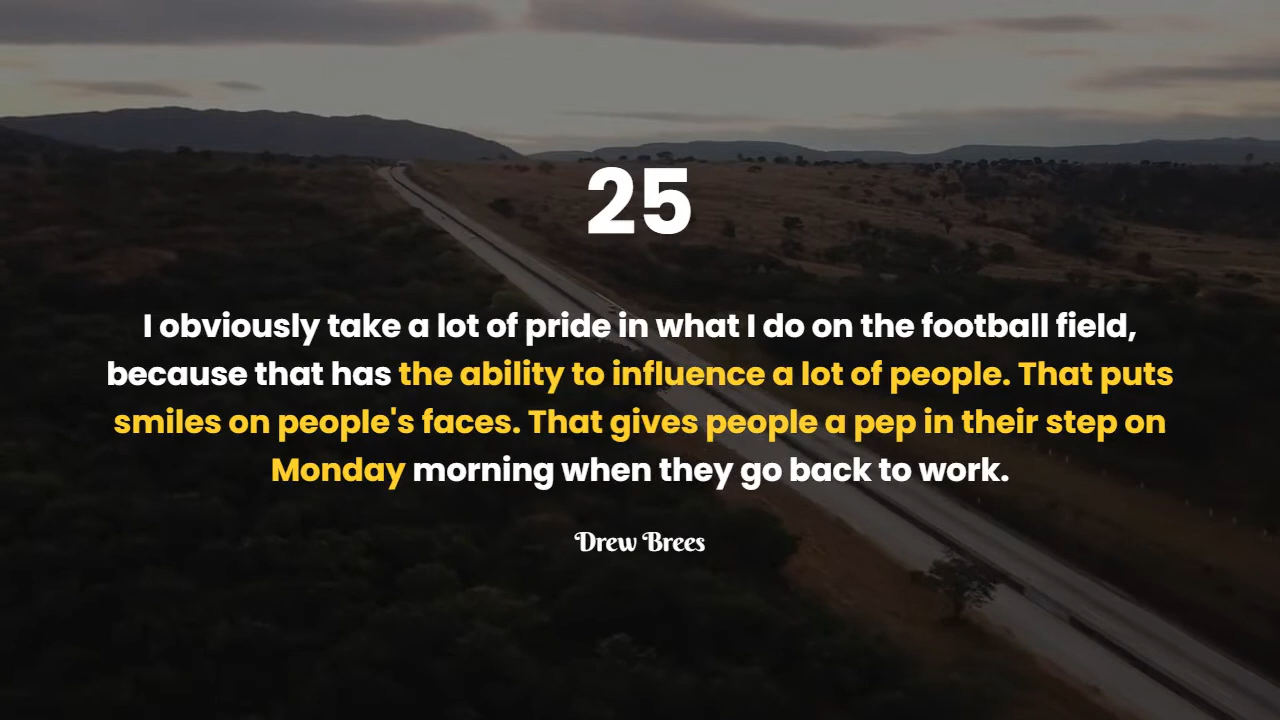 25
I obviously take a lot of pride in what I do on the football field,
because that has the ability to influence a lot of people. That puts
smiles on people's faces. That gives people a pep in their step on
Monday morning when they go back to work.
Drew Brees